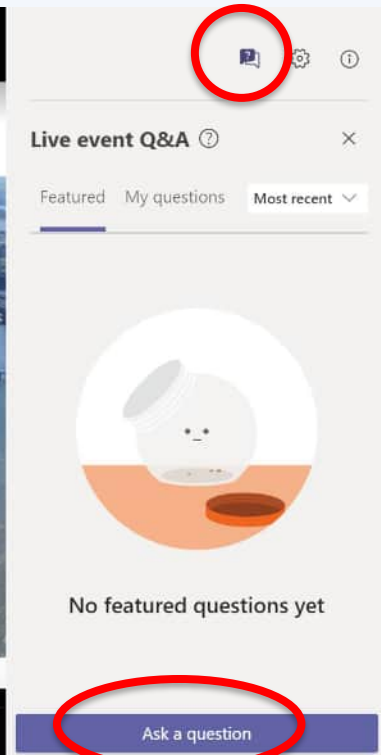 Live event Q&A
Featured My questions Most recent
No featured questions yet
Ask a question